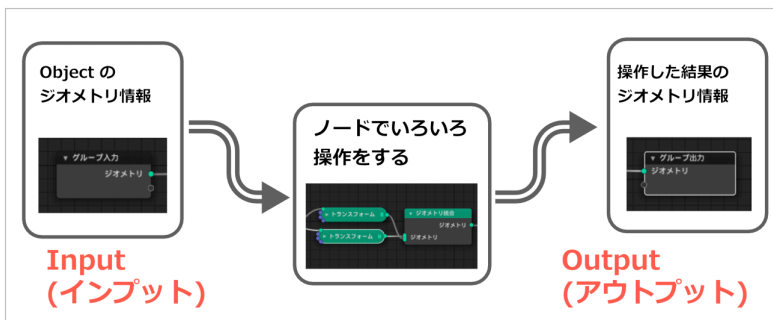 Object の
ジオメトリ情報
▼ グループ入力
ジオメトリ
Input
(インプット)
ノードでいろいろ
操作をする
▶ トランスフォーム
▶ トランスフォーム
▼ ジオメトリ統合
ジオメトリ
ジオメトリ
操作した結果の
ジオメトリ情報
▼ グループ出力
ジオメトリ
Output
(アウトプット)